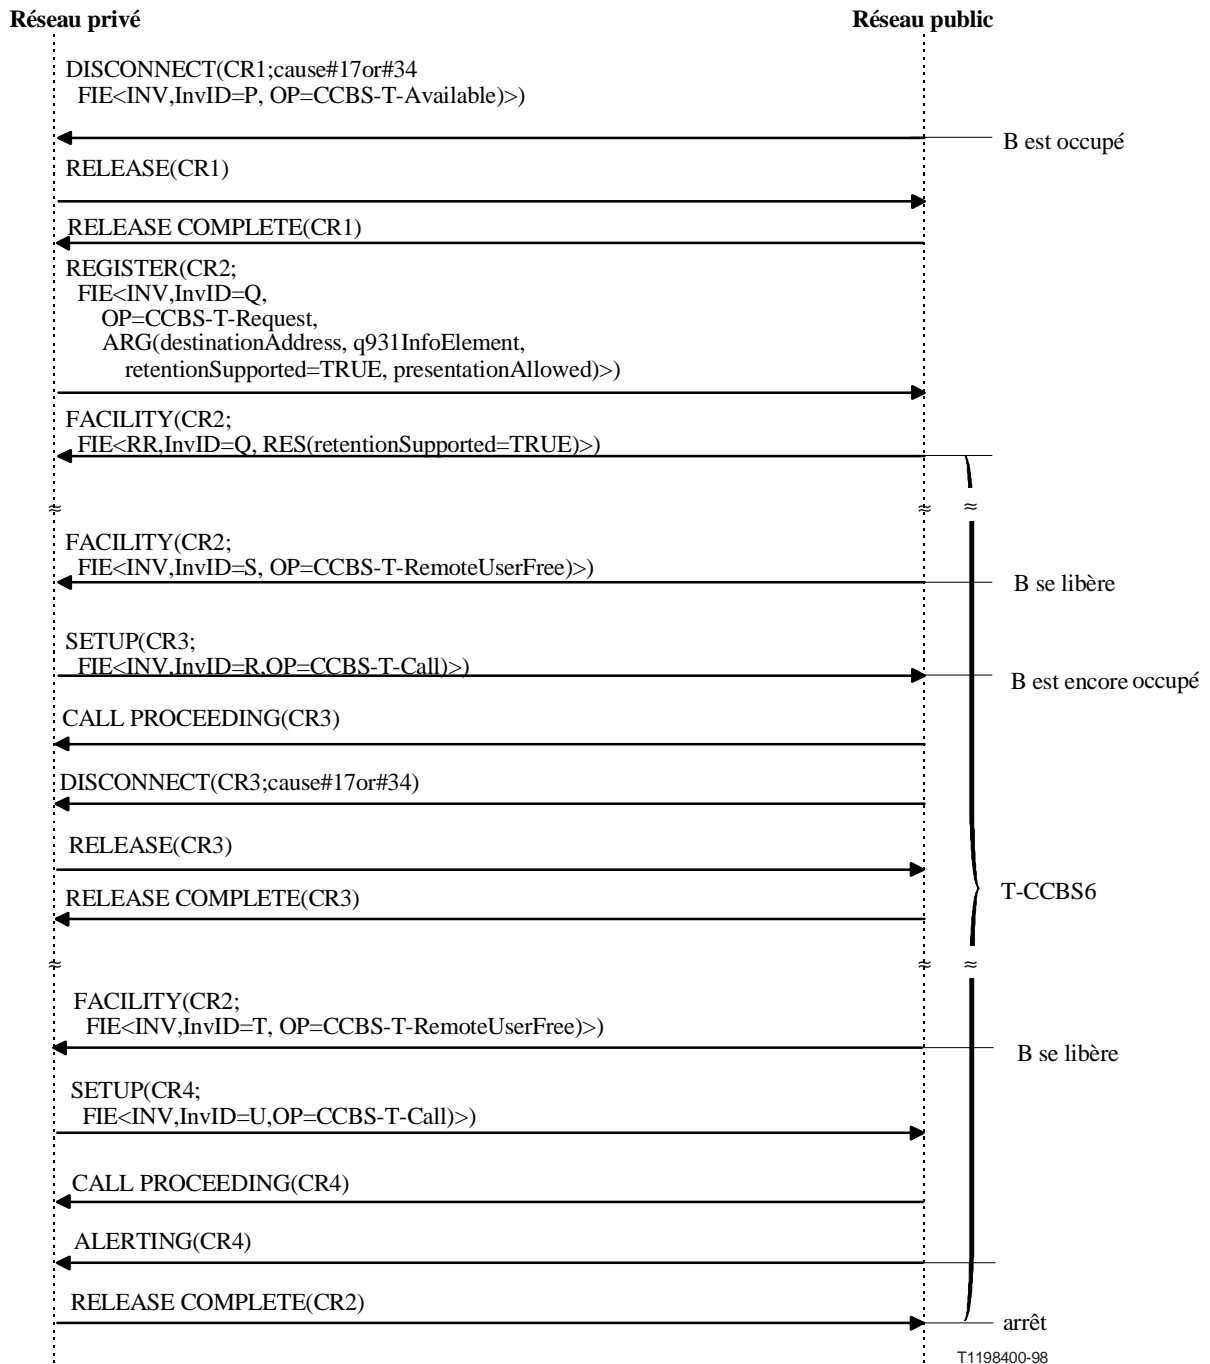 Réseau privé
Réseau public
DISCONNECT(CR1;cause#17or#34
FIE<INV,InvID=P, OP=CCBS-T-Available)>)
B est occupé
RELEASE(CR1)
RELEASE COMPLETE(CR1)
REGISTER(CR2;
FIE<INV,InvID=Q,
OP=CCBS-T-Request,
ARG(destinationAddress, q931InfoElement,
retentionSupported=TRUE, presentationAllowed)>)
FACILITY(CR2;
FIE<RR,InvID=Q, RES(retentionSupported=TRUE)>)
≈ ≈ ≈
FACILITY(CR2;
FIE<INV,InvID=S, OP=CCBS-T-RemoteUserFree)>)
B se libère
SETUP(CR3;
FIE<INV,InvID=R,OP=CCBS-T-Call)>)
B est encore occupé
CALL PROCEEDING(CR3)
DISCONNECT(CR3;cause#17or#34)
RELEASE(CR3)
T-CCBS6
RELEASE COMPLETE(CR3)
≈ ≈ ≈
FACILITY(CR2;
FIE<INV,InvID=T, OP=CCBS-T-RemoteUserFree)>)
B se libère
SETUP(CR4;
FIE<INV,InvID=U,OP=CCBS-T-Call)>)
CALL PROCEEDING(CR4)
ALERTING(CR4)
RELEASE COMPLETE(CR2)
arrêt
T1198400-98